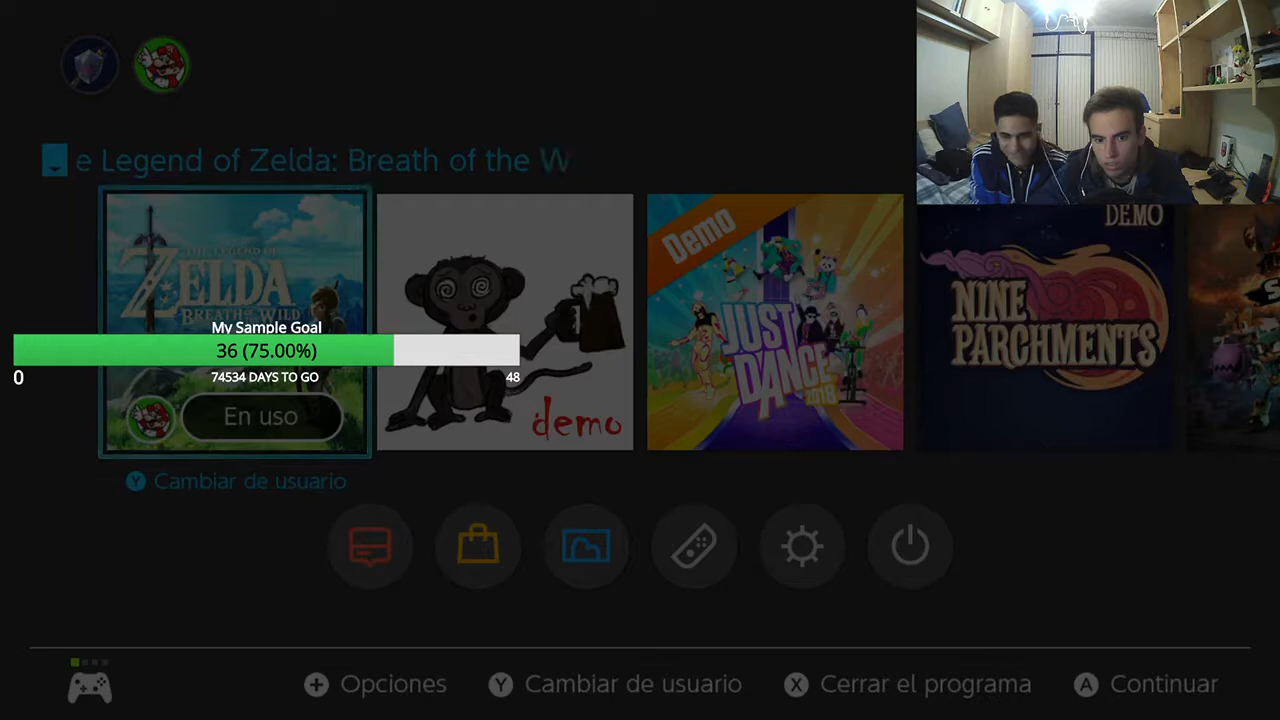 e Legend of Zelda: Breath of the W
DEMO
Demo
THE LEGEND OF
ZELDA
BREATH OF THE WILD
NINE
PARCHMENTS
JUST
DANCE
2018
My Sample Goal
36 (75.00%)
0
74534 DAYS TO GO
48
En uso
demo
Y Cambiar de usuario
+ Opciones
Y Cambiar de usuario
X Cerrar el programa
A Continuar